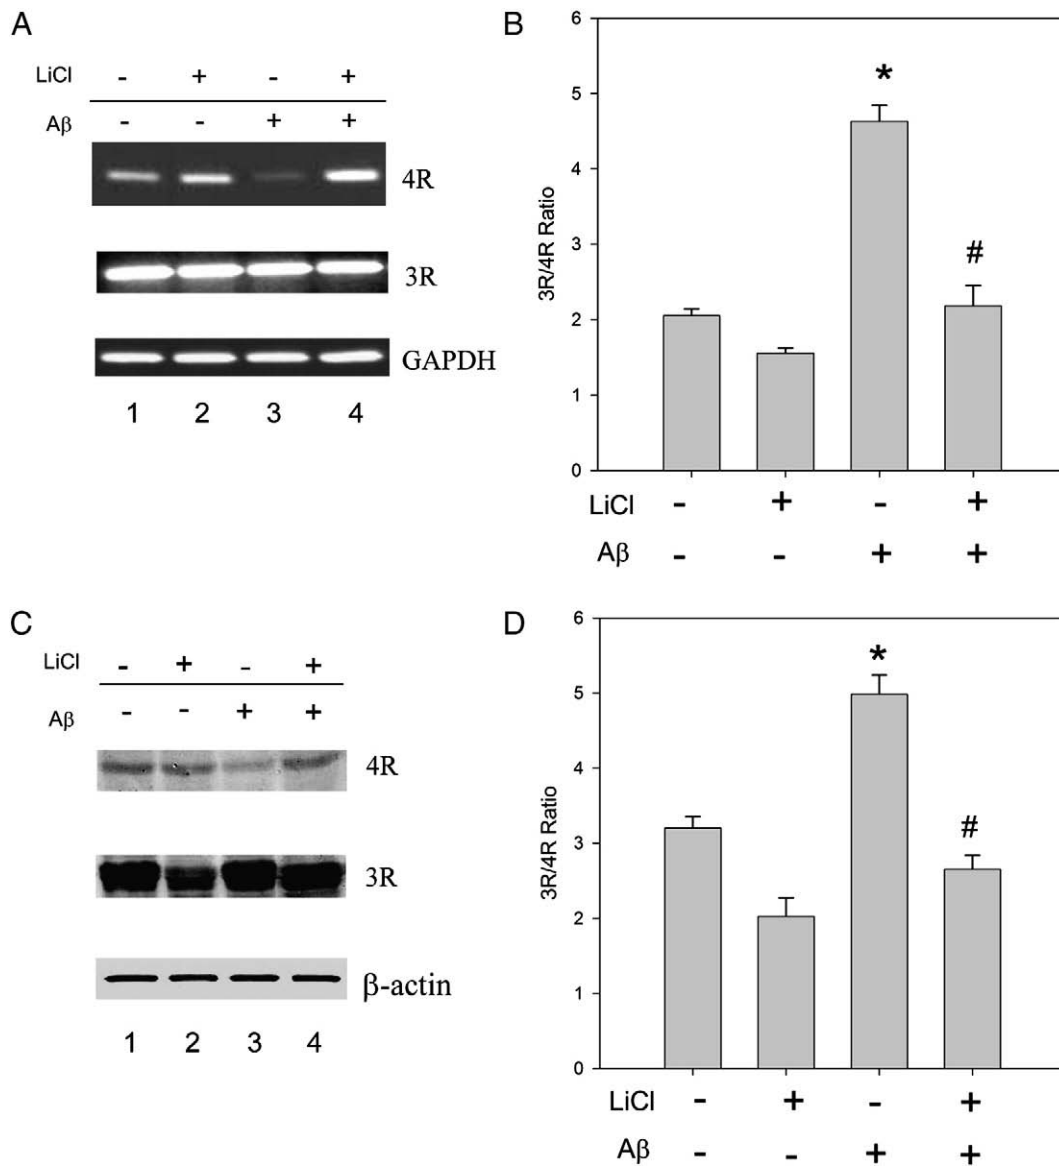 A
LiCl - + - +
Aβ - - + +
4R
3R
GAPDH
1 2 3 4
B
6
5
4
3
2
1
0
3R/4R Ratio
*
#
LiCl - + - +
Aβ - - + +
C
LiCl - + - +
Aβ - - + +
4R
3R
β-actin
1 2 3 4
D
6
5
4
3
2
1
0
3R/4R Ratio
*
#
LiCl - + - +
Aβ - - + +